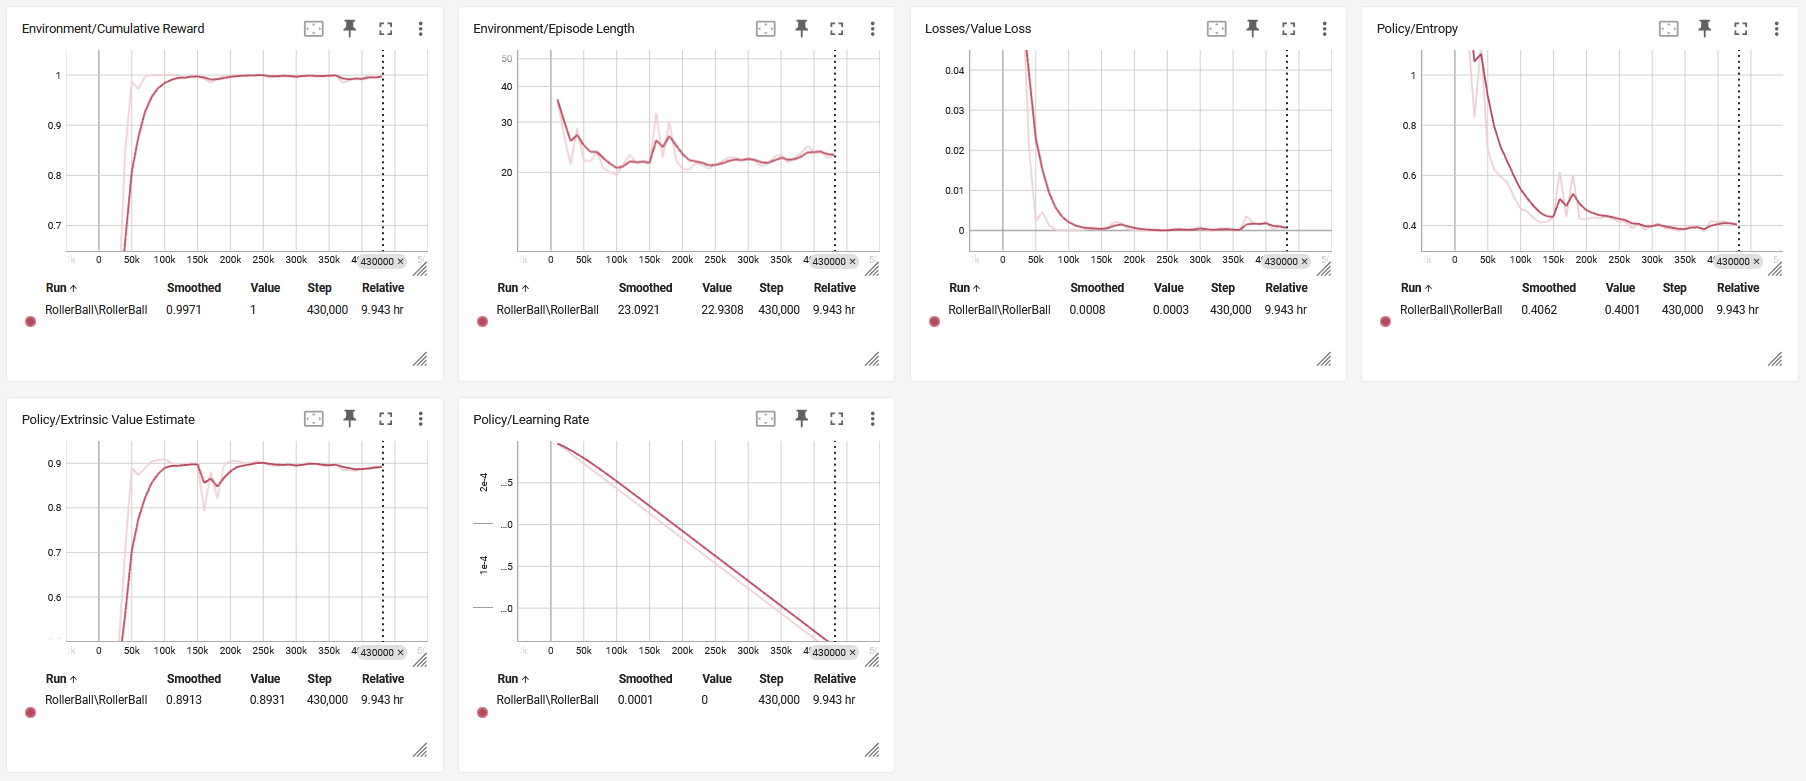 Environment/Cumulative Reward
1
0.9
0.8
0.7
0 50k 100k 150k 200k 250k 300k 350k 430000 ×
Run ↑ Smoothed Value Step Relative
RollerBall\RollerBall 0.9971 1 430,000 9.943 hr
Environment/Episode Length
50
40
30
20
0 50k 100k 150k 200k 250k 300k 350k 430000 ×
Run ↑ Smoothed Value Step Relative
RollerBall\RollerBall 23.0921 22.9308 430,000 9.943 hr
Losses/Value Loss
0.04
0.03
0.02
0.01
0
0 50k 100k 150k 200k 250k 300k 350k 430000 ×
Run ↑ Smoothed Value Step Relative
RollerBall\RollerBall 0.0008 0.0003 430,000 9.943 hr
Policy/Entropy
1
0.8
0.6
0.4
0 50k 100k 150k 200k 250k 300k 350k 430000 ×
Run ↑ Smoothed Value Step Relative
RollerBall\RollerBall 0.4062 0.4001 430,000 9.943 hr
Policy/Extrinsic Value Estimate
0.9
0.8
0.7
0.6
0 50k 100k 150k 200k 250k 300k 350k 430000 ×
Run ↑ Smoothed Value Step Relative
RollerBall\RollerBall 0.8913 0.8931 430,000 9.943 hr
Policy/Learning Rate
2e-4
...5
...0
1e-4
...5
...0
0 50k 100k 150k 200k 250k 300k 350k 430000 ×
Run ↑ Smoothed Value Step Relative
RollerBall\RollerBall 0.0001 0 430,000 9.943 hr